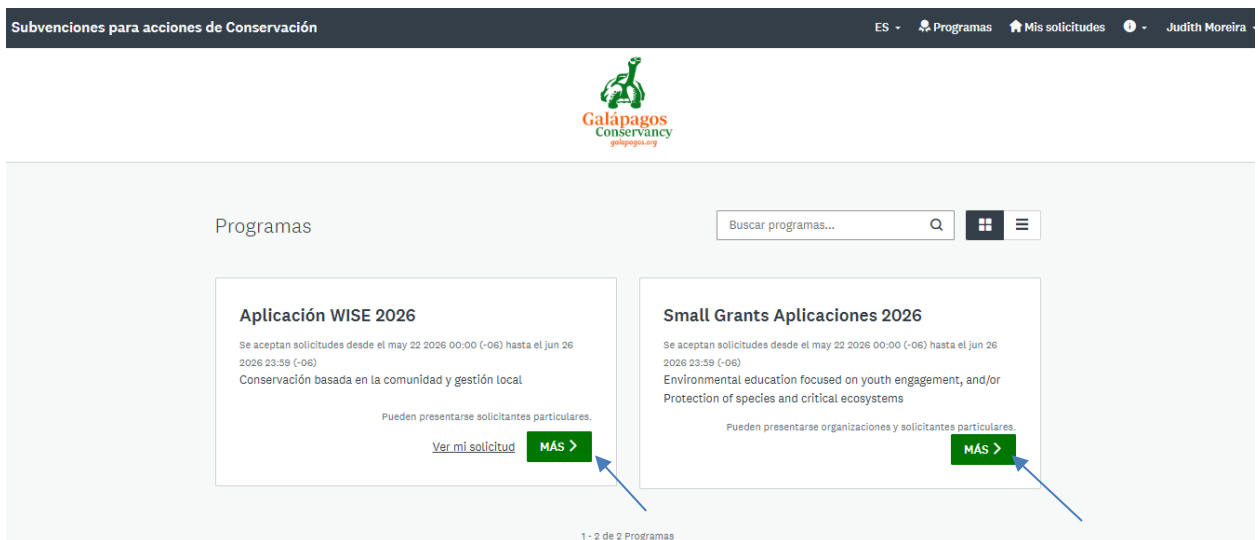 Subvenciones para acciones de Conservación
ES
Programas
Mis solicitudes
Judith Moreira
Galápagos
Conservancy
galapagos.org
Programas
Buscar programas...
Aplicación WISE 2026
Se aceptan solicitudes desde el may 22 2026 00:00 (-06) hasta el jun 26
2026 23:59 (-06)
Conservación basada en la comunidad y gestión local
Pueden presentarse solicitantes particulares.
Ver mi solicitud
MÁS
Small Grants Aplicaciones 2026
Se aceptan solicitudes desde el may 22 2026 00:00 (-06) hasta el jun 26
2026 23:59 (-06)
Environmental education focused on youth engagement, and/or
Protection of species and critical ecosystems
Pueden presentarse organizaciones y solicitantes particulares.
MÁS
1 - 2 de 2 Programas